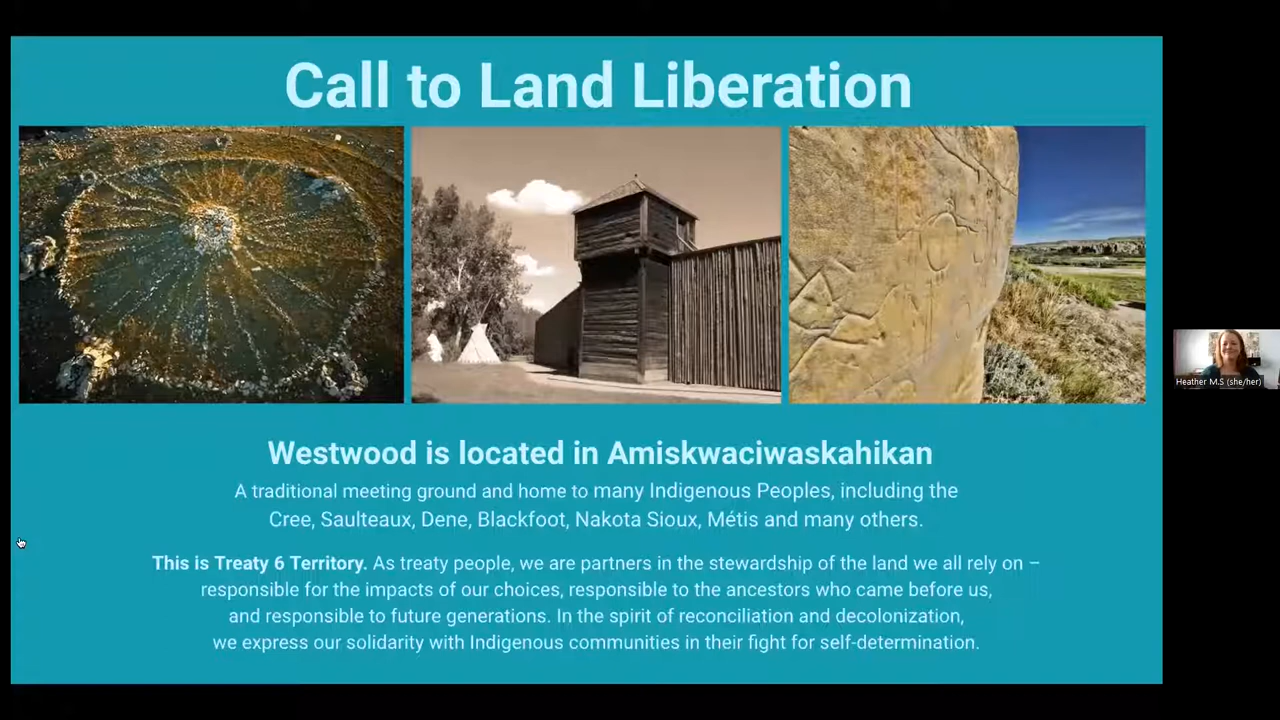 Call to Land Liberation
Westwood is located in Amiskwaciwaskahikan
A traditional meeting ground and home to many Indigenous Peoples, including the
Cree, Saulteaux, Dene, Blackfoot, Nakota Sioux, Métis and many others.
This is Treaty 6 Territory. As treaty people, we are partners in the stewardship of the land we all rely on –
responsible for the impacts of our choices, responsible to the ancestors who came before us,
and responsible to future generations. In the spirit of reconciliation and decolonization,
we express our solidarity with Indigenous communities in their fight for self-determination.
Heather M.S (she/her)